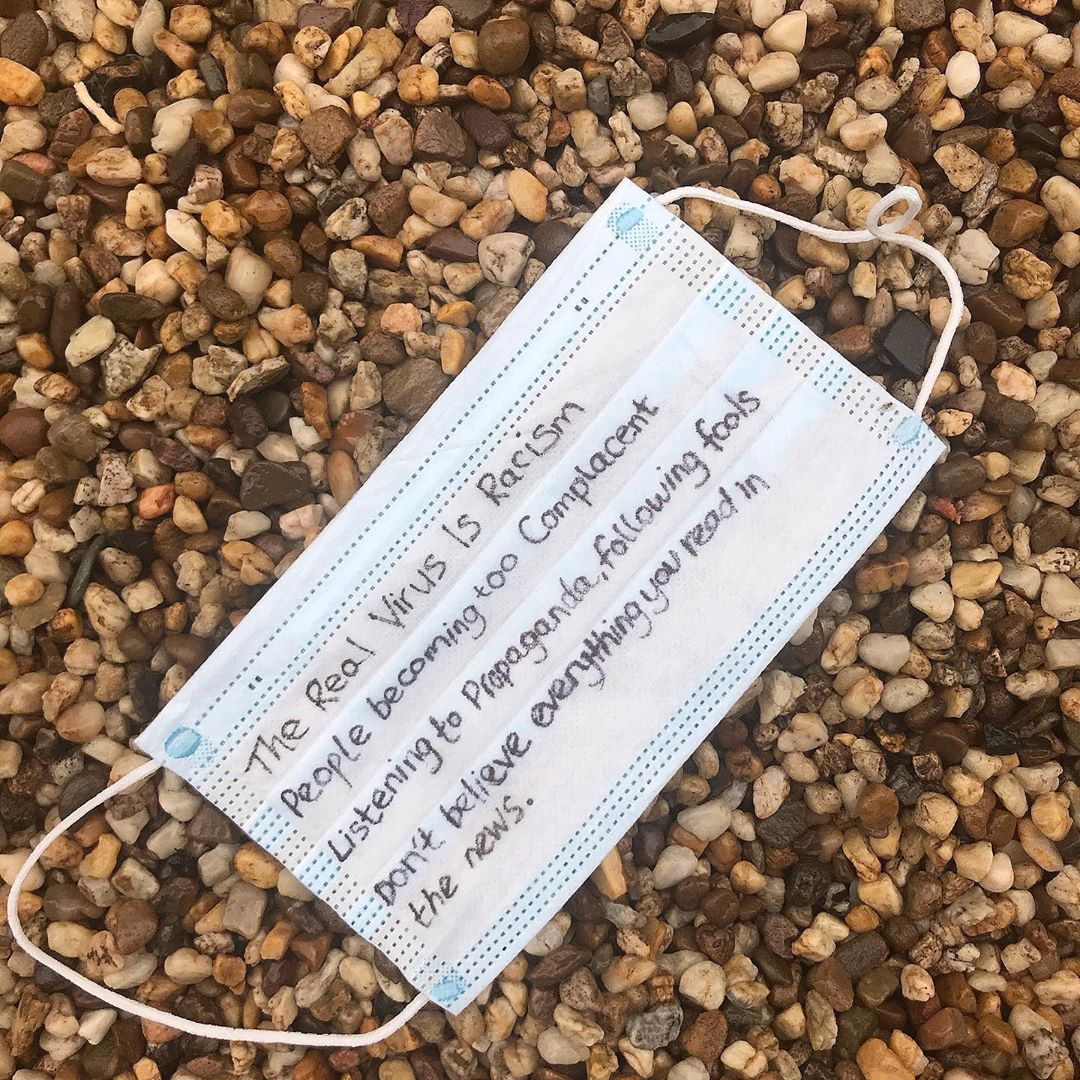 The Real Virus Is Racism
People becoming too Complacent
Listening to Propaganda, following fools
Don't believe everything you read in
the news.